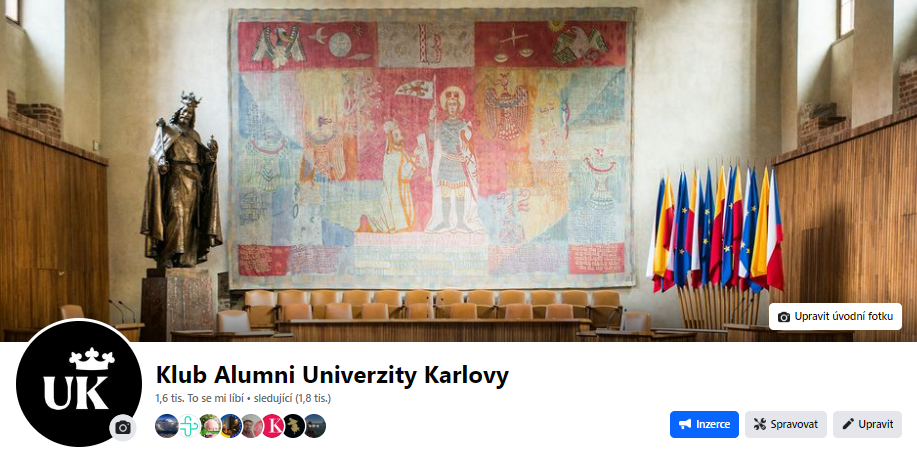 Upravit úvodní fotku
UK
Klub Alumni Univerzity Karlovy
1,6 tis. To se mi líbí • sledující (1,8 tis.)
K
Inzerce
Spravovat
Upravit